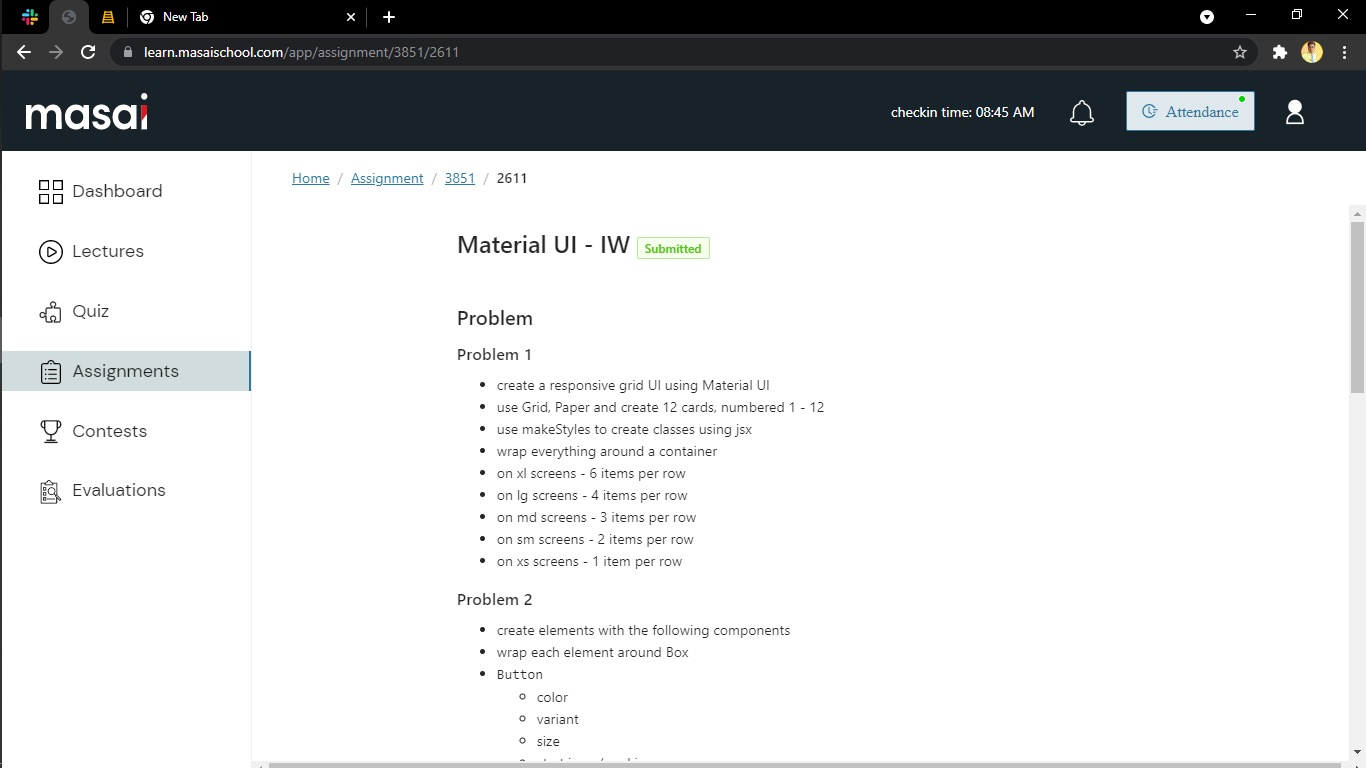 New Tab
learn.masaischool.com/app/assignment/3851/2611
masai
checkin time: 08:45 AM
Attendance
Dashboard
Lectures
Quiz
Assignments
Contests
Evaluations
Home / Assignment / 3851 / 2611
Material UI - IW Submitted
Problem
Problem 1
create a responsive grid UI using Material UI
use Grid, Paper and create 12 cards, numbered 1 - 12
use makeStyles to create classes using jsx
wrap everything around a container
on xl screens - 6 items per row
on lg screens - 4 items per row
on md screens - 3 items per row
on sm screens - 2 items per row
on xs screens - 1 item per row
Problem 2
create elements with the following components
wrap each element around Box
Button
color
variant
size